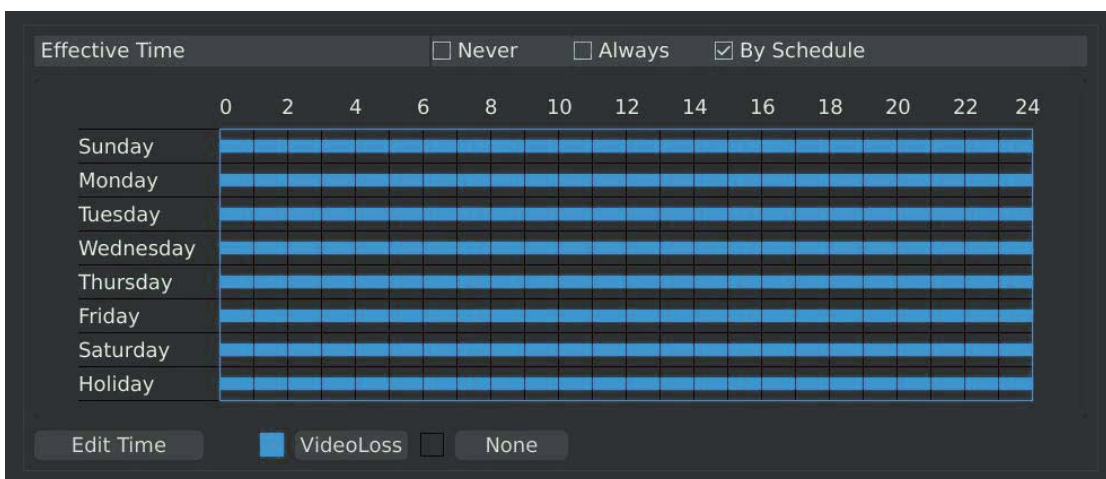 Effective Time Never Always By Schedule
0 2 4 6 8 10 12 14 16 18 20 22 24
Sunday
Monday
Tuesday
Wednesday
Thursday
Friday
Saturday
Holiday
Edit Time VideoLoss None